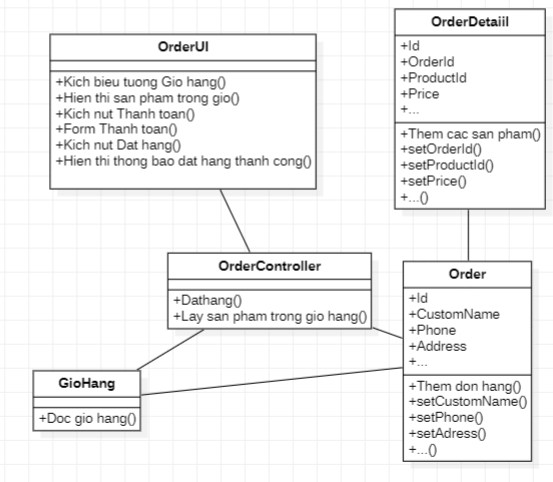 OrderUI
+Kich bieu tuong Gio hang()
+Hien thi san pham trong gio()
+Kich nut Thanh toan()
+Form Thanh toan()
+Kich nut Dat hang()
+Hien thi thong bao dat hang thanh cong()
OrderDetaiil
+Id
+OrderId
+ProductId
+Price
+...
+Them cac san pham()
+setOrderId()
+setProductId()
+setPrice()
+...()
OrderController
+Dathang()
+Lay san pham trong gio hang()
Order
+Id
+CustomName
+Phone
+Address
+...
+Them don hang()
+setCustomName()
+setPhone()
+setAdress()
+...()
GioHang
+Doc gio hang()